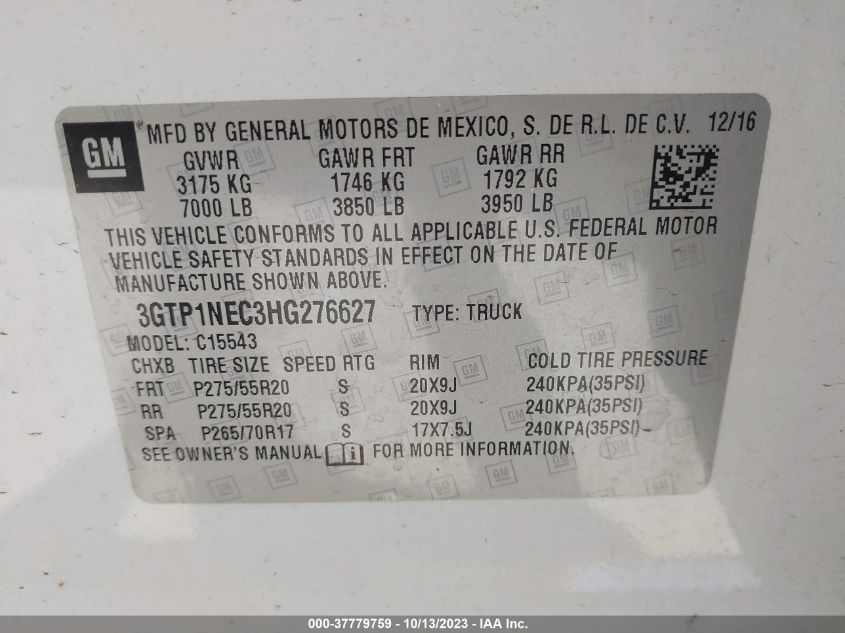 GM ® MFD BY GENERAL MOTORS DE MEXICO, S. DE R.L. DE C.V. 12/16
GVWR GAWR FRT GAWR RR
3175 KG 1746 KG 1792 KG
7000 LB 3850 LB 3950 LB
THIS VEHICLE CONFORMS TO ALL APPLICABLE U.S. FEDERAL MOTOR
VEHICLE SAFETY STANDARDS IN EFFECT ON THE DATE OF
MANUFACTURE SHOWN ABOVE.
3GTP1NEC3HG276627 TYPE: TRUCK
MODEL: C15543
CHXB TIRE SIZE SPEED RTG RIM COLD TIRE PRESSURE
FRT P275/55R20 S 20X9J 240KPA(35PSI)
RR P275/55R20 S 20X9J 240KPA(35PSI)
SPA P265/70R17 S 17X7.5J 240KPA(35PSI)
SEE OWNER'S MANUAL FOR MORE INFORMATION.
000-37779759 - 10/13/2023 - IAA Inc.